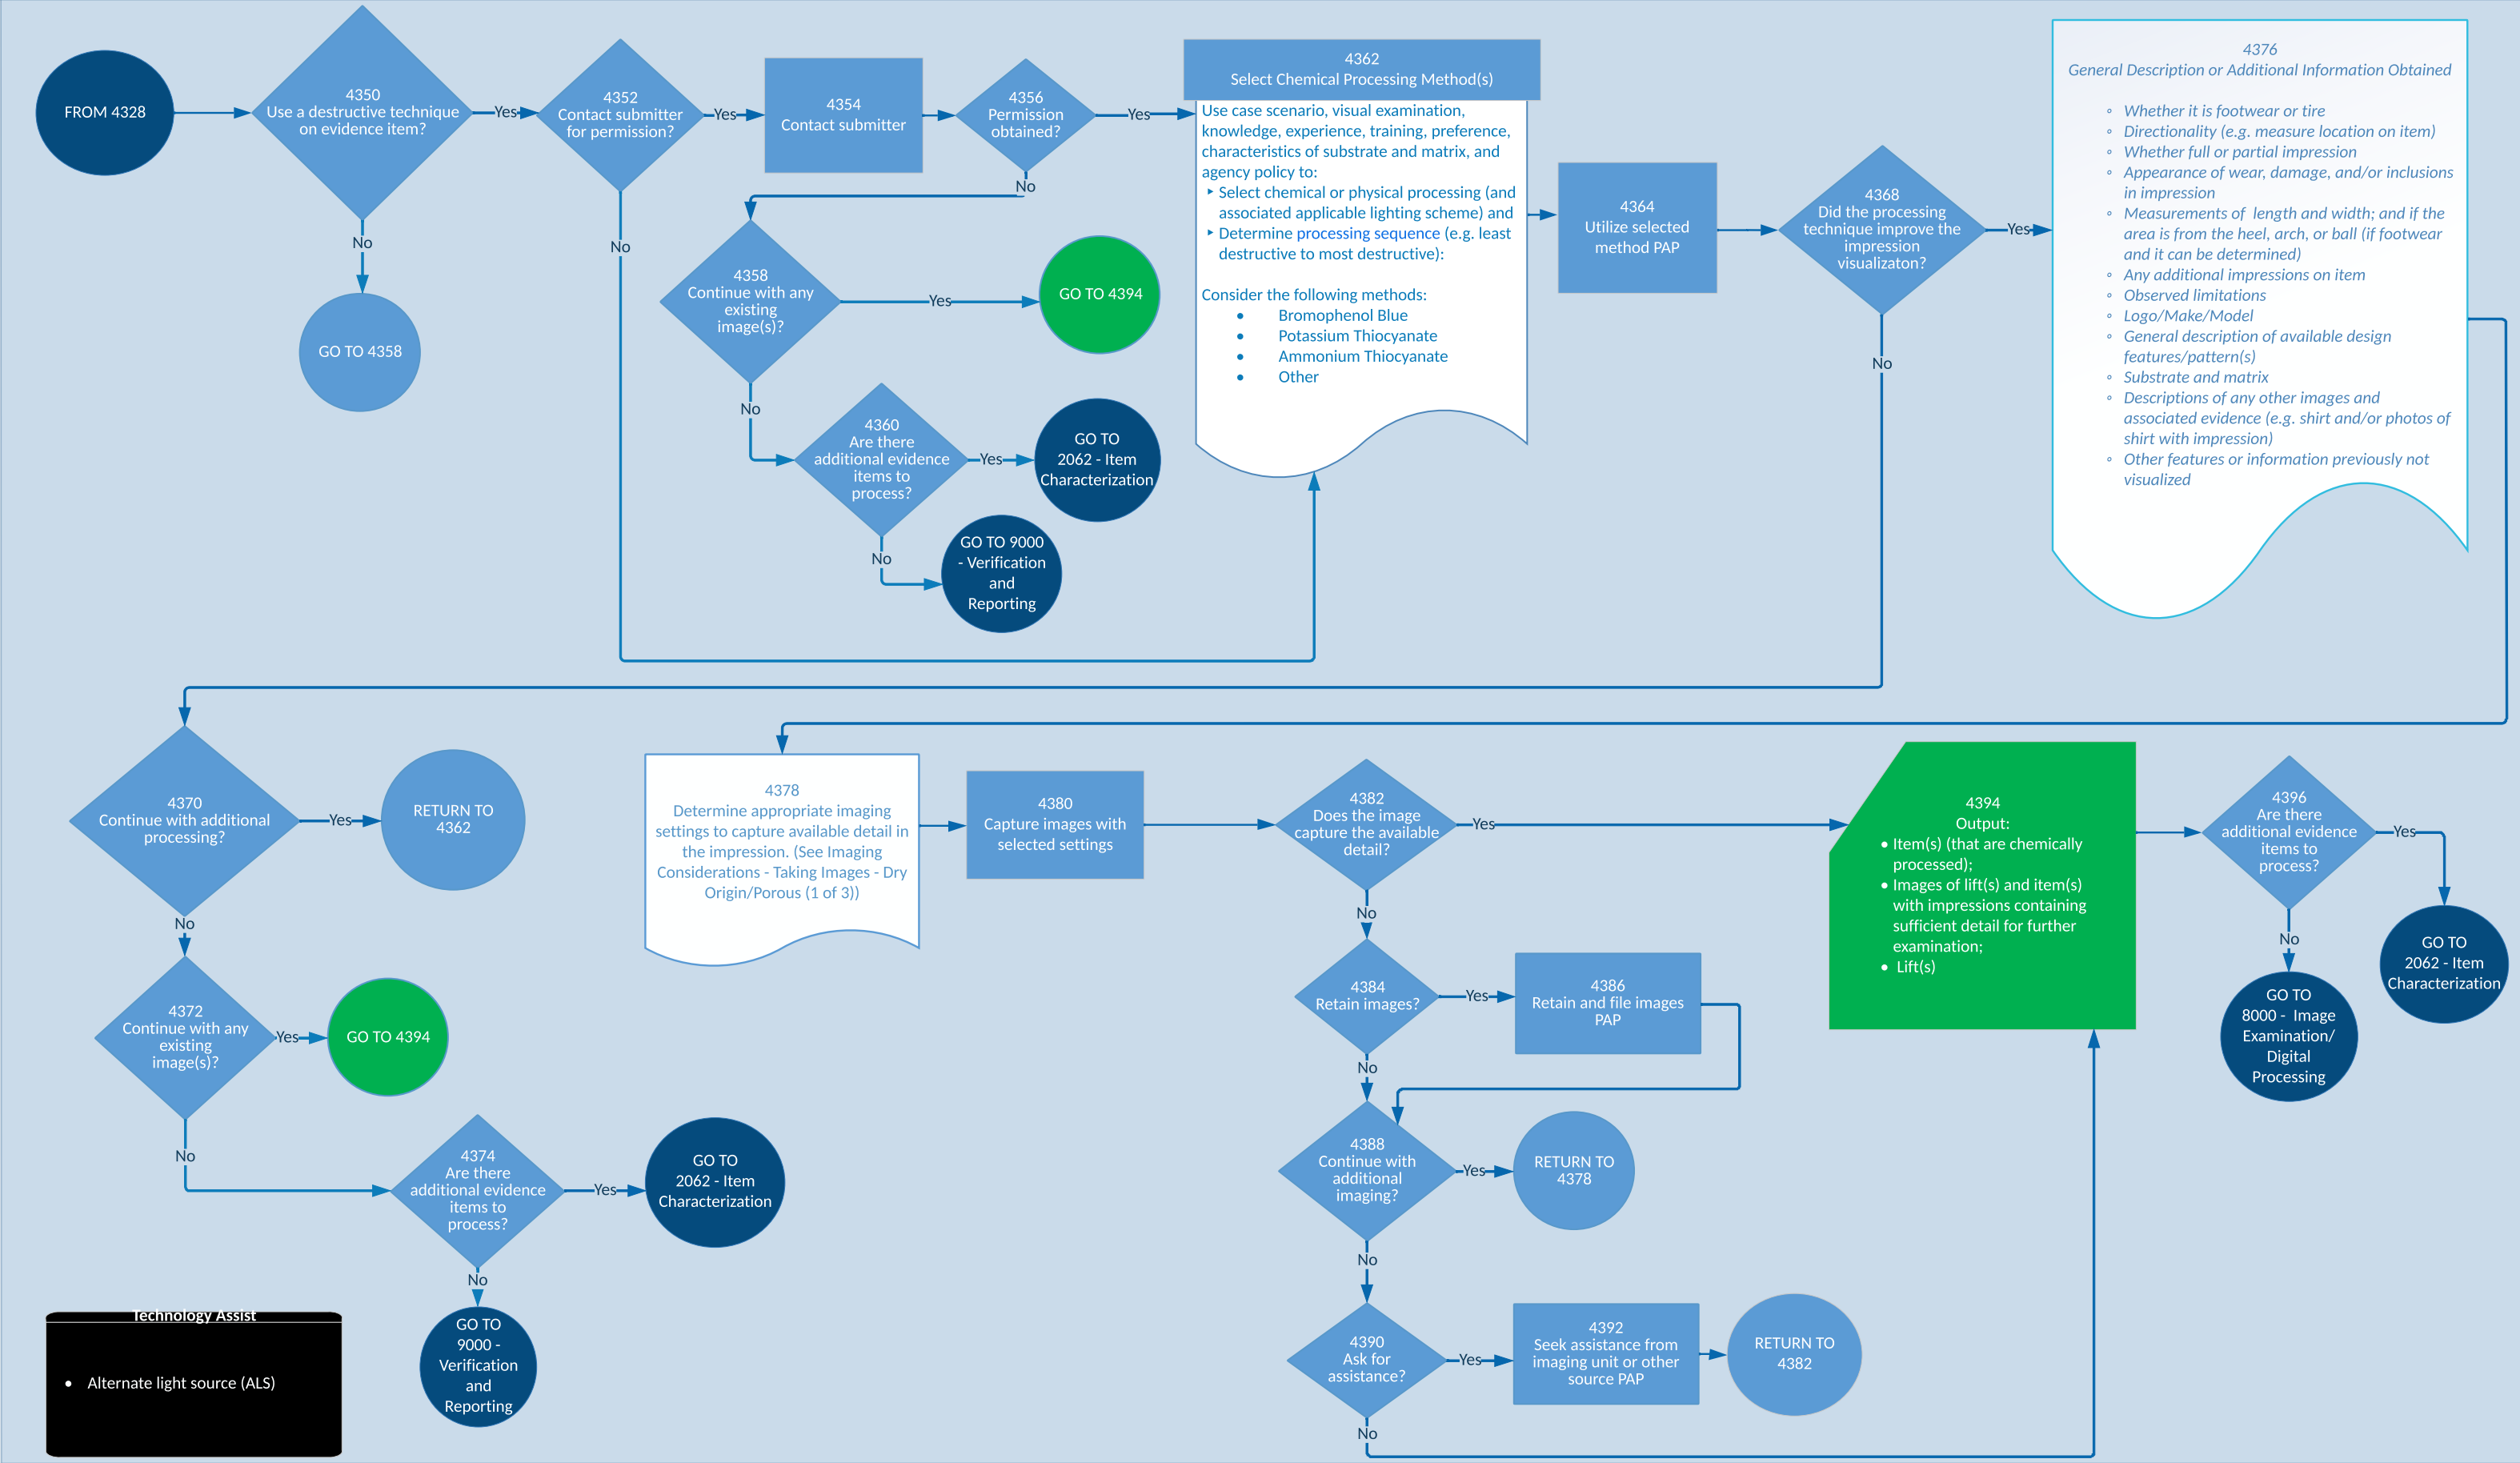 FROM 4328
4350
Use a destructive technique
on evidence item?
Yes
No
GO TO 4358
4352
Contact submitter
for permission?
Yes
No
4354
Contact submitter
4356
Permission
obtained?
Yes
No
4358
Continue with any
existing
image(s)?
Yes
GO TO 4394
No
4360
Are there
additional evidence
items to
process?
Yes
GO TO
2062 - Item
Characterization
No
GO TO 9000
- Verification
and
Reporting
4362
Select Chemical Processing Method(s)
Use case scenario, visual examination,
knowledge, experience, training, preference,
characteristics of substrate and matrix, and
agency policy to:
‣ Select chemical or physical processing (and
associated applicable lighting scheme) and
‣ Determine processing sequence (e.g. least
destructive to most destructive):
Consider the following methods:
● Bromophenol Blue
● Potassium Thiocyanate
● Ammonium Thiocyanate
● Other
4364
Utilize selected
method PAP
4368
Did the processing
technique improve the
impression
visualizaton?
Yes
No
4376
General Description or Additional Information Obtained
◦ Whether it is footwear or tire
◦ Directionality (e.g. measure location on item)
◦ Whether full or partial impression
◦ Appearance of wear, damage, and/or inclusions
in impression
◦ Measurements of length and width; and if the
area is from the heel, arch, or ball (if footwear
and it can be determined)
◦ Any additional impressions on item
◦ Observed limitations
◦ Logo/Make/Model
◦ General description of available design
features/pattern(s)
◦ Substrate and matrix
◦ Descriptions of any other images and
associated evidence (e.g. shirt and/or photos of
shirt with impression)
◦ Other features or information previously not
visualized
4370
Continue with additional
processing?
Yes
RETURN TO
4362
No
4372
Continue with any
existing
image(s)?
Yes
GO TO 4394
No
4374
Are there
additional evidence
items to
process?
Yes
GO TO
2062 - Item
Characterization
No
GO TO
9000 -
Verification
and
Reporting
Technology Assist
● Alternate light source (ALS)
4378
Determine appropriate imaging
settings to capture available detail in
the impression. (See Imaging
Considerations - Taking Images - Dry
Origin/Porous (1 of 3))
4380
Capture images with
selected settings
4382
Does the image
capture the available
detail?
Yes
No
4384
Retain images?
Yes
4386
Retain and file images
PAP
No
4388
Continue with
additional
imaging?
Yes
RETURN TO
4378
No
4390
Ask for
assistance?
Yes
4392
Seek assistance from
imaging unit or other
source PAP
RETURN TO
4382
No
4394
Output:
● Item(s) (that are chemically
processed);
● Images of lift(s) and item(s)
with impressions containing
sufficient detail for further
examination;
● Lift(s)
4396
Are there
additional evidence
items to
process?
Yes
GO TO
2062 - Item
Characterization
No
GO TO
8000 - Image
Examination/
Digital
Processing